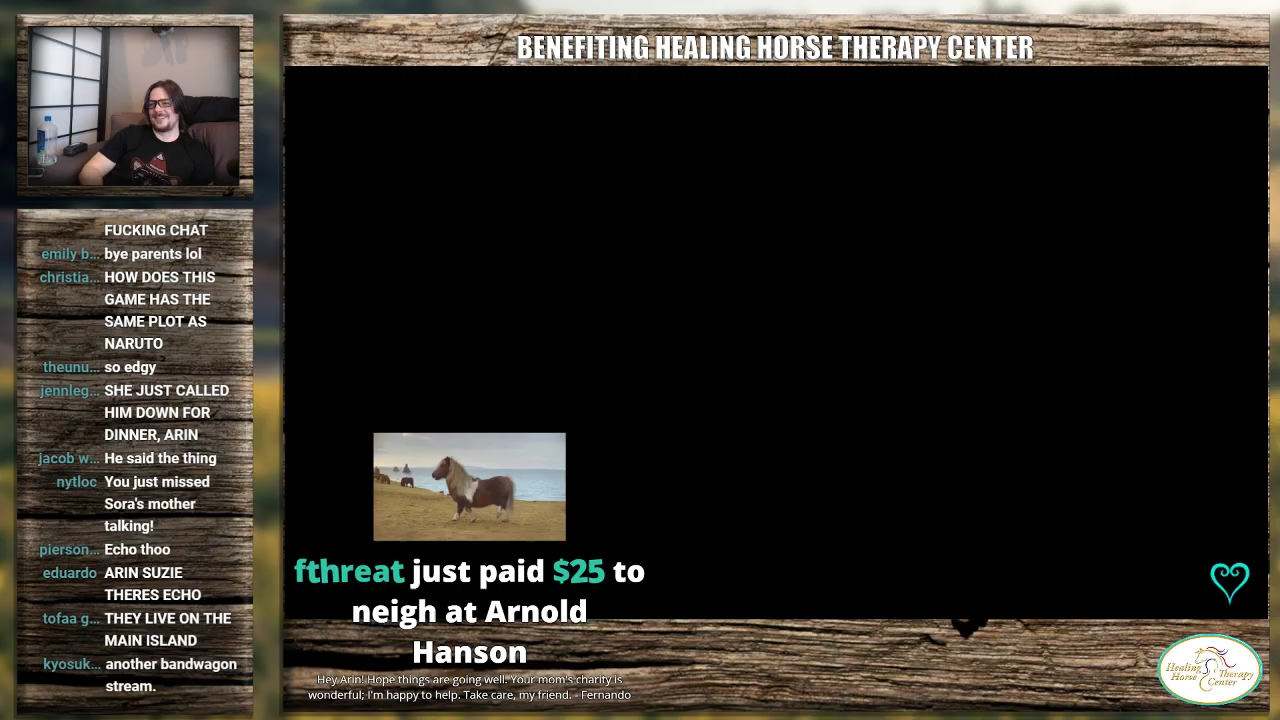 BENEFITING HEALING HORSE THERAPY CENTER
FUCKING CHAT
emily b... bye parents lol
christia... HOW DOES THIS
GAME HAS THE
SAME PLOT AS
NARUTO
theunu... so edgy
jennleg... SHE JUST CALLED
HIM DOWN FOR
DINNER, ARIN
jacob w... He said the thing
nytloc You just missed
Sora's mother
talking!
pierson... Echo thoo
eduardo ARIN SUZIE
THERES ECHO
tofaa g... THEY LIVE ON THE
MAIN ISLAND
kyosuk... another bandwagon
stream.
fthreat just paid $25 to
neigh at Arnold
Hanson
Hey Arin! Hope things are going well. Your mom's charity is
wonderful; I'm happy to help. Take care, my friend. - Fernando
Healing
Horse Therapy
Center